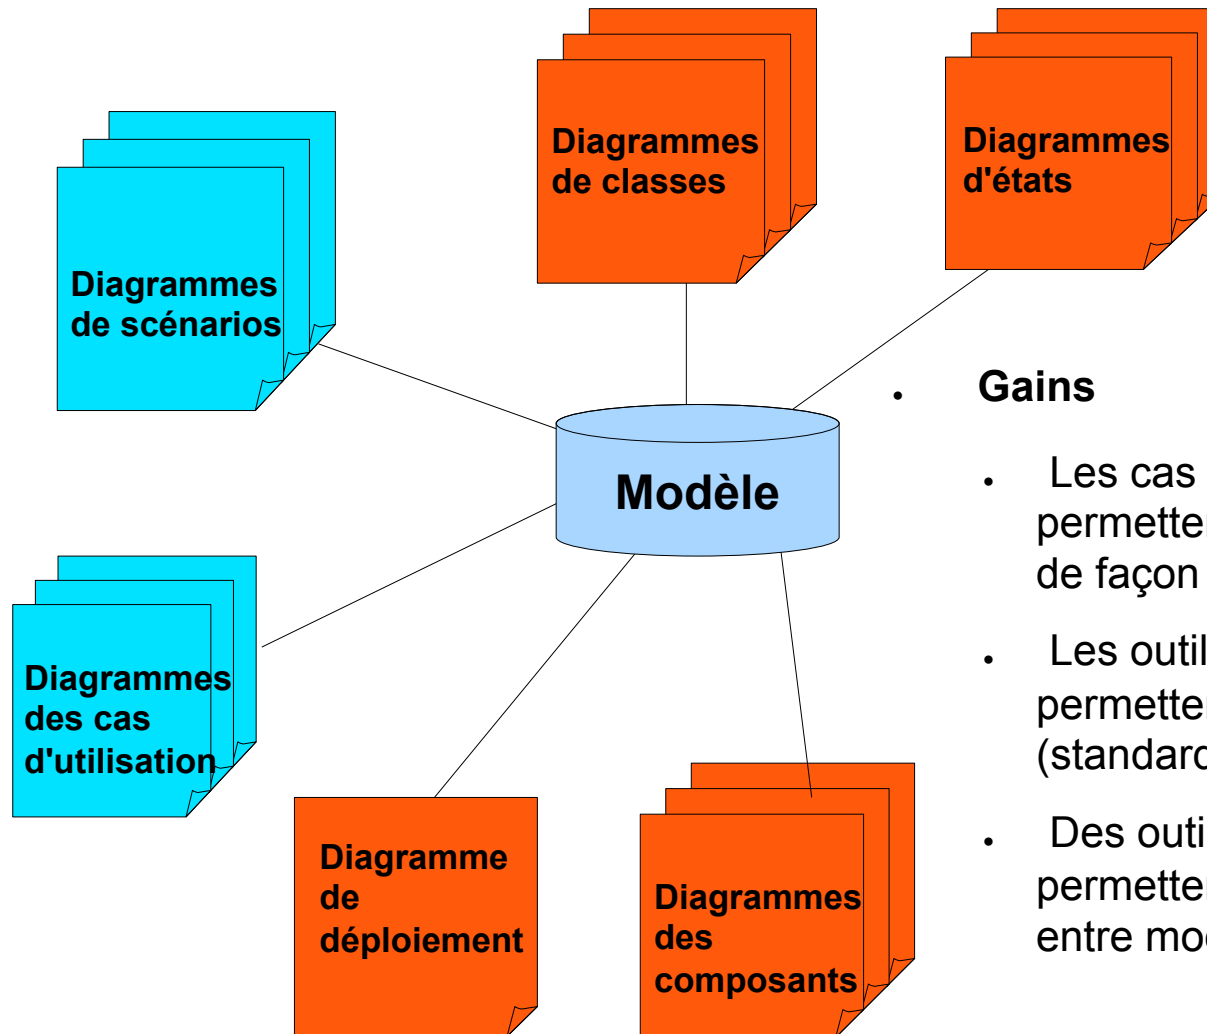 Diagrammes
de classes
Diagrammes
d'états
Diagrammes
de scénarios
Modèle
Diagrammes
des cas
d'utilisation
Diagramme
de
déploiement
Diagrammes
des
composants
. Gains
. Les cas
permetter
de façon
. Les outil
permetter
(standard
. Des outi
permetter
entre mo